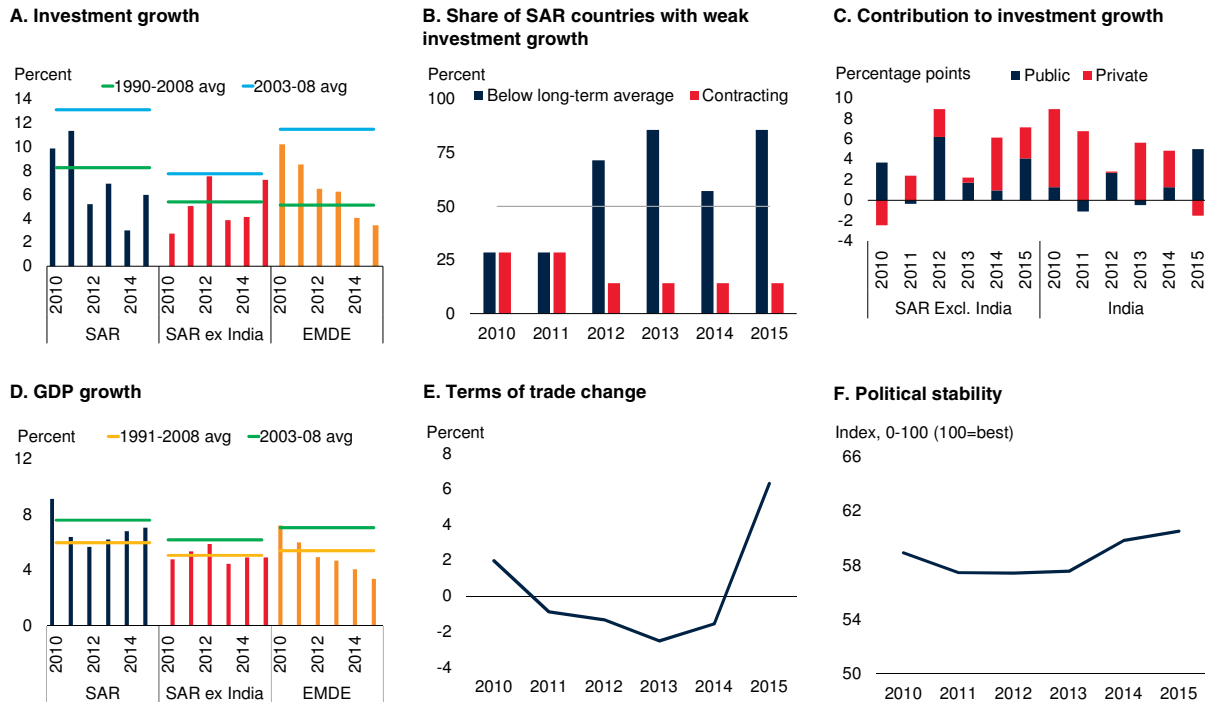 A. Investment growth
Percent
1990-2008 avg
2003-08 avg
14
12
10
8
6
4
2
0
2010
2012
2014
2010
2012
2014
2010
2012
2014
SAR
SAR ex India
EMDE
B. Share of SAR countries with weak
investment growth
Percent
100
Below long-term average
Contracting
75
50
25
0
2010 2011 2012 2013 2014 2015
C. Contribution to investment growth
Percentage points
Public
Private
10
8
6
4
2
0
-2
-4
2010
2011
2012
2013
2014
2015
2010
2011
2012
2013
2014
2015
SAR Excl. India
India
D. GDP growth
Percent
1991-2008 avg
2003-08 avg
12
8
4
0
2010
2012
2014
2010
2012
2014
2010
2012
2014
SAR
SAR ex India
EMDE
E. Terms of trade change
Percent
8
6
4
2
0
-2
-4
2010 2011 2012 2013 2014 2015
F. Political stability
Index, 0-100 (100=best)
66
62
58
54
50
2010 2011 2012 2013 2014 2015